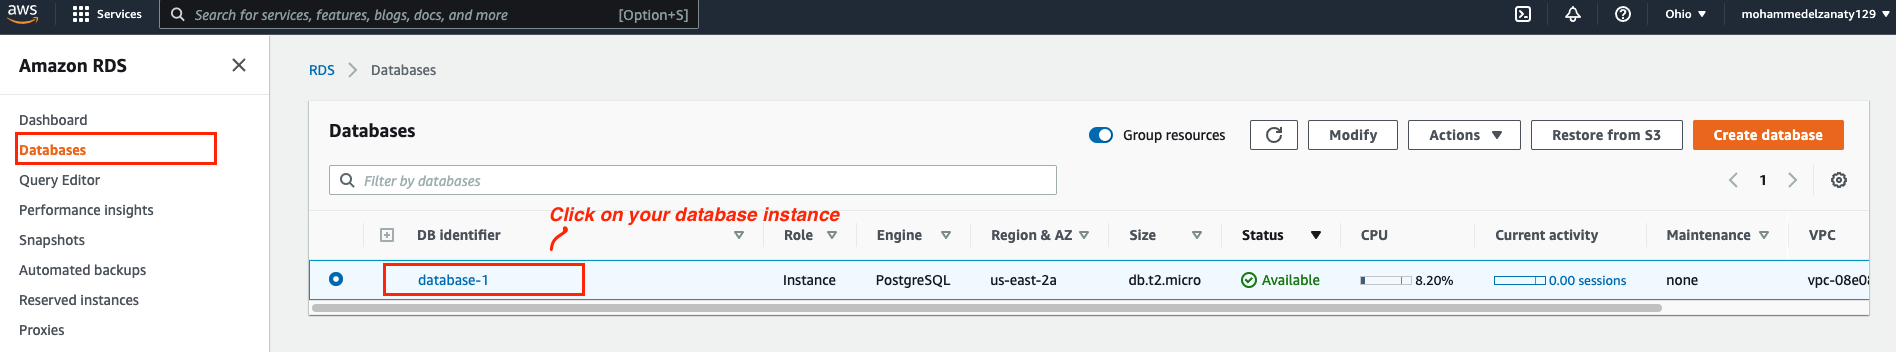 aws Services Search for services, features, blogs, docs, and more [Option+S] Ohio mohammedelzanaty129
Amazon RDS
Dashboard
Databases
Query Editor
Performance insights
Snapshots
Automated backups
Reserved instances
Proxies
RDS Databases
Databases Group resources Modify Actions Restore from S3 Create database
Filter by databases 1
Click on your database instance
DB identifier Role Engine Region & AZ Size Status CPU Current activity Maintenance VPC
database-1 Instance PostgreSQL us-east-2a db.t2.micro Available 8.20% 0.00 sessions none